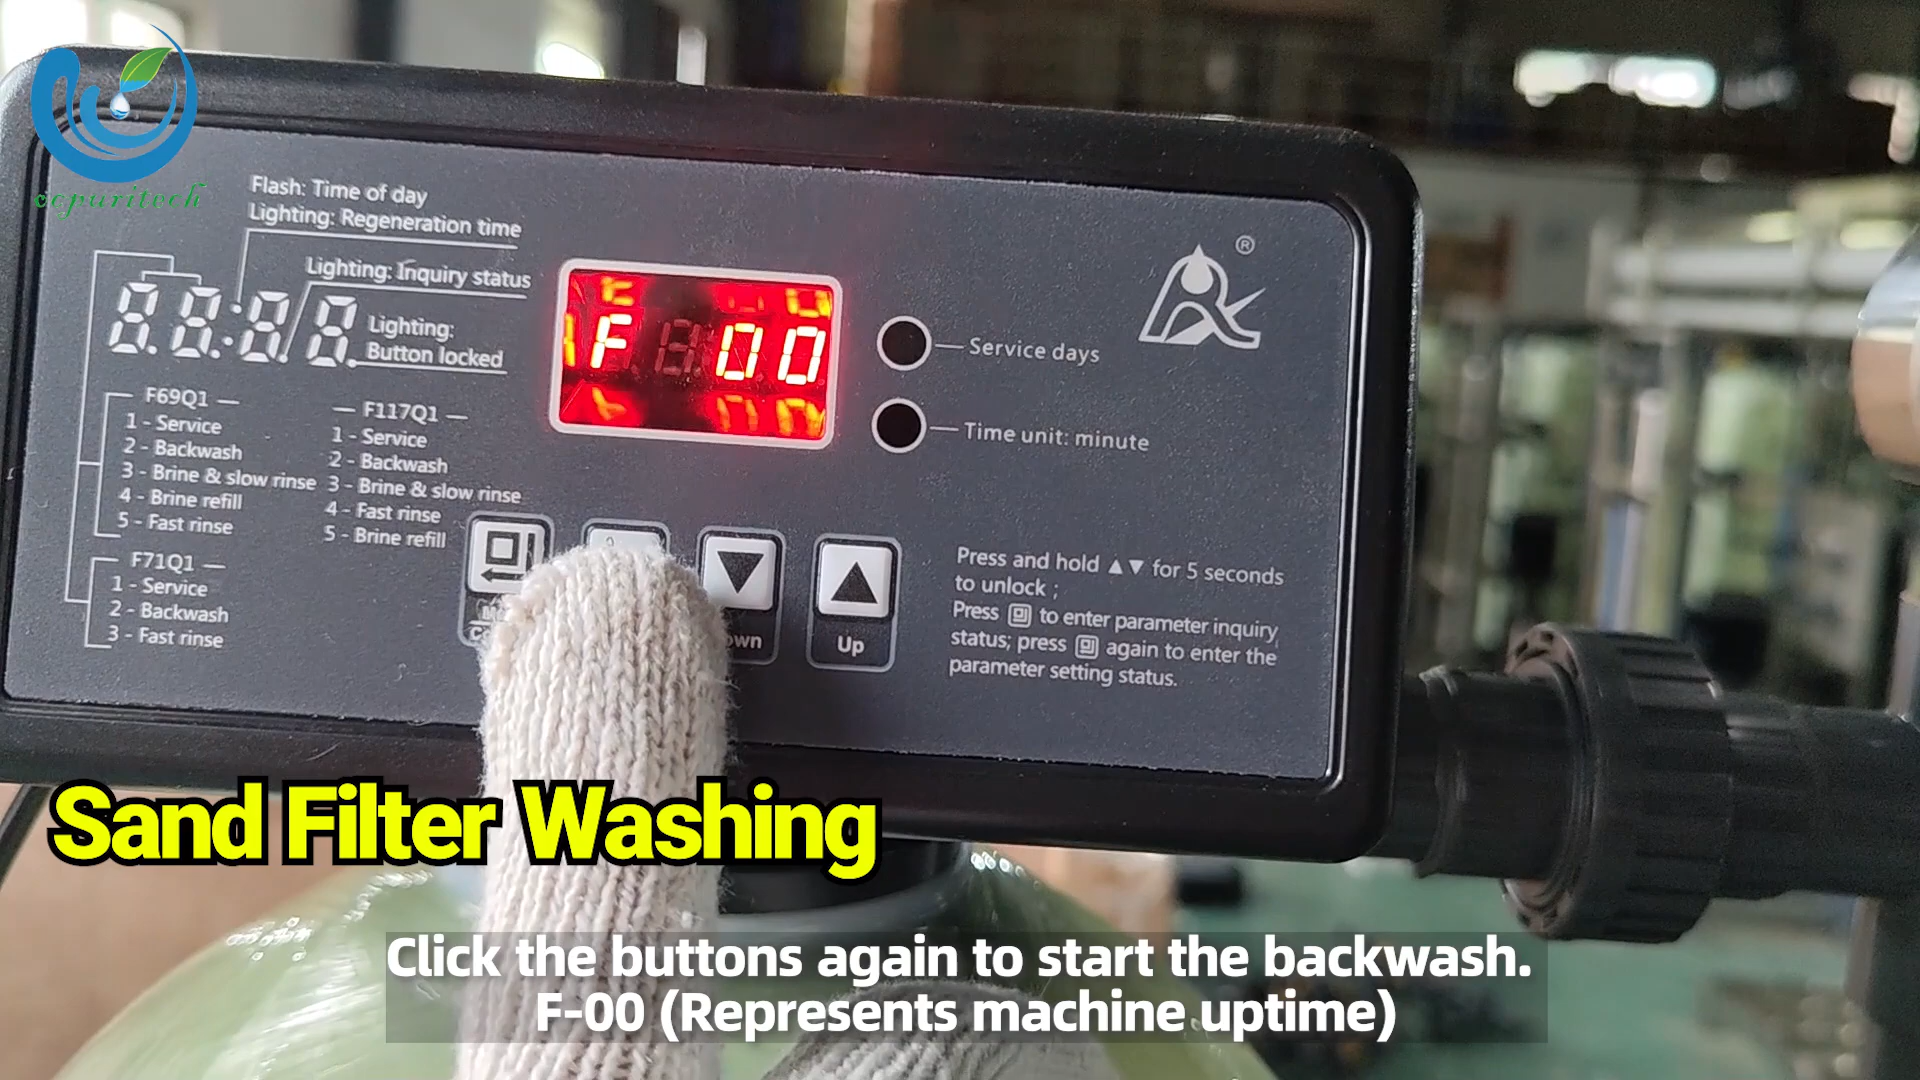 ocpuritech
Flash: Time of day
Lighting: Regeneration time
Lighting: Inquiry status
88:88.
Lighting:
Button locked
F69Q1
1 - Service
2 - Backwash
3 - Brine & slow rinse
4 - Brine refill
5 - Fast rinse
F117Q1
1 - Service
2 - Backwash
3 - Brine & slow rinse
4 - Fast rinse
5 - Brine refill
F71Q1
1 - Service
2 - Backwash
3 - Fast rinse
F 00
®
Service days
Time unit: minute
Up
Press and hold ▲▼ for 5 seconds
to unlock ;
Press to enter parameter inquiry
status; press again to enter the
parameter setting status.
Sand Filter Washing
Click the buttons again to start the backwash.
F-00 (Represents machine uptime)